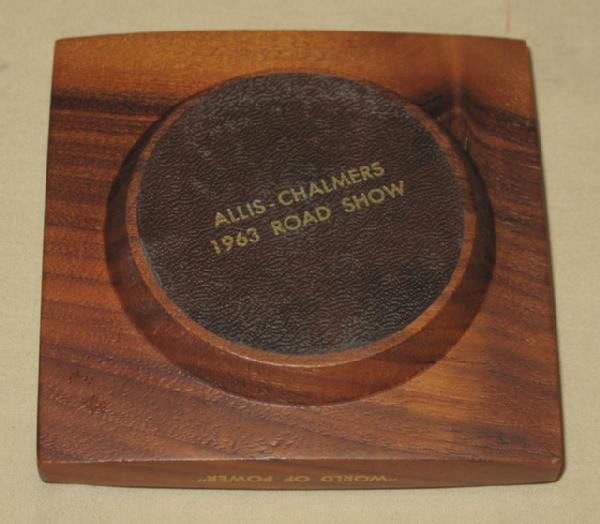 ALLIS-CHALMERS
1963 ROAD SHOW
"WORLD OF POWER"